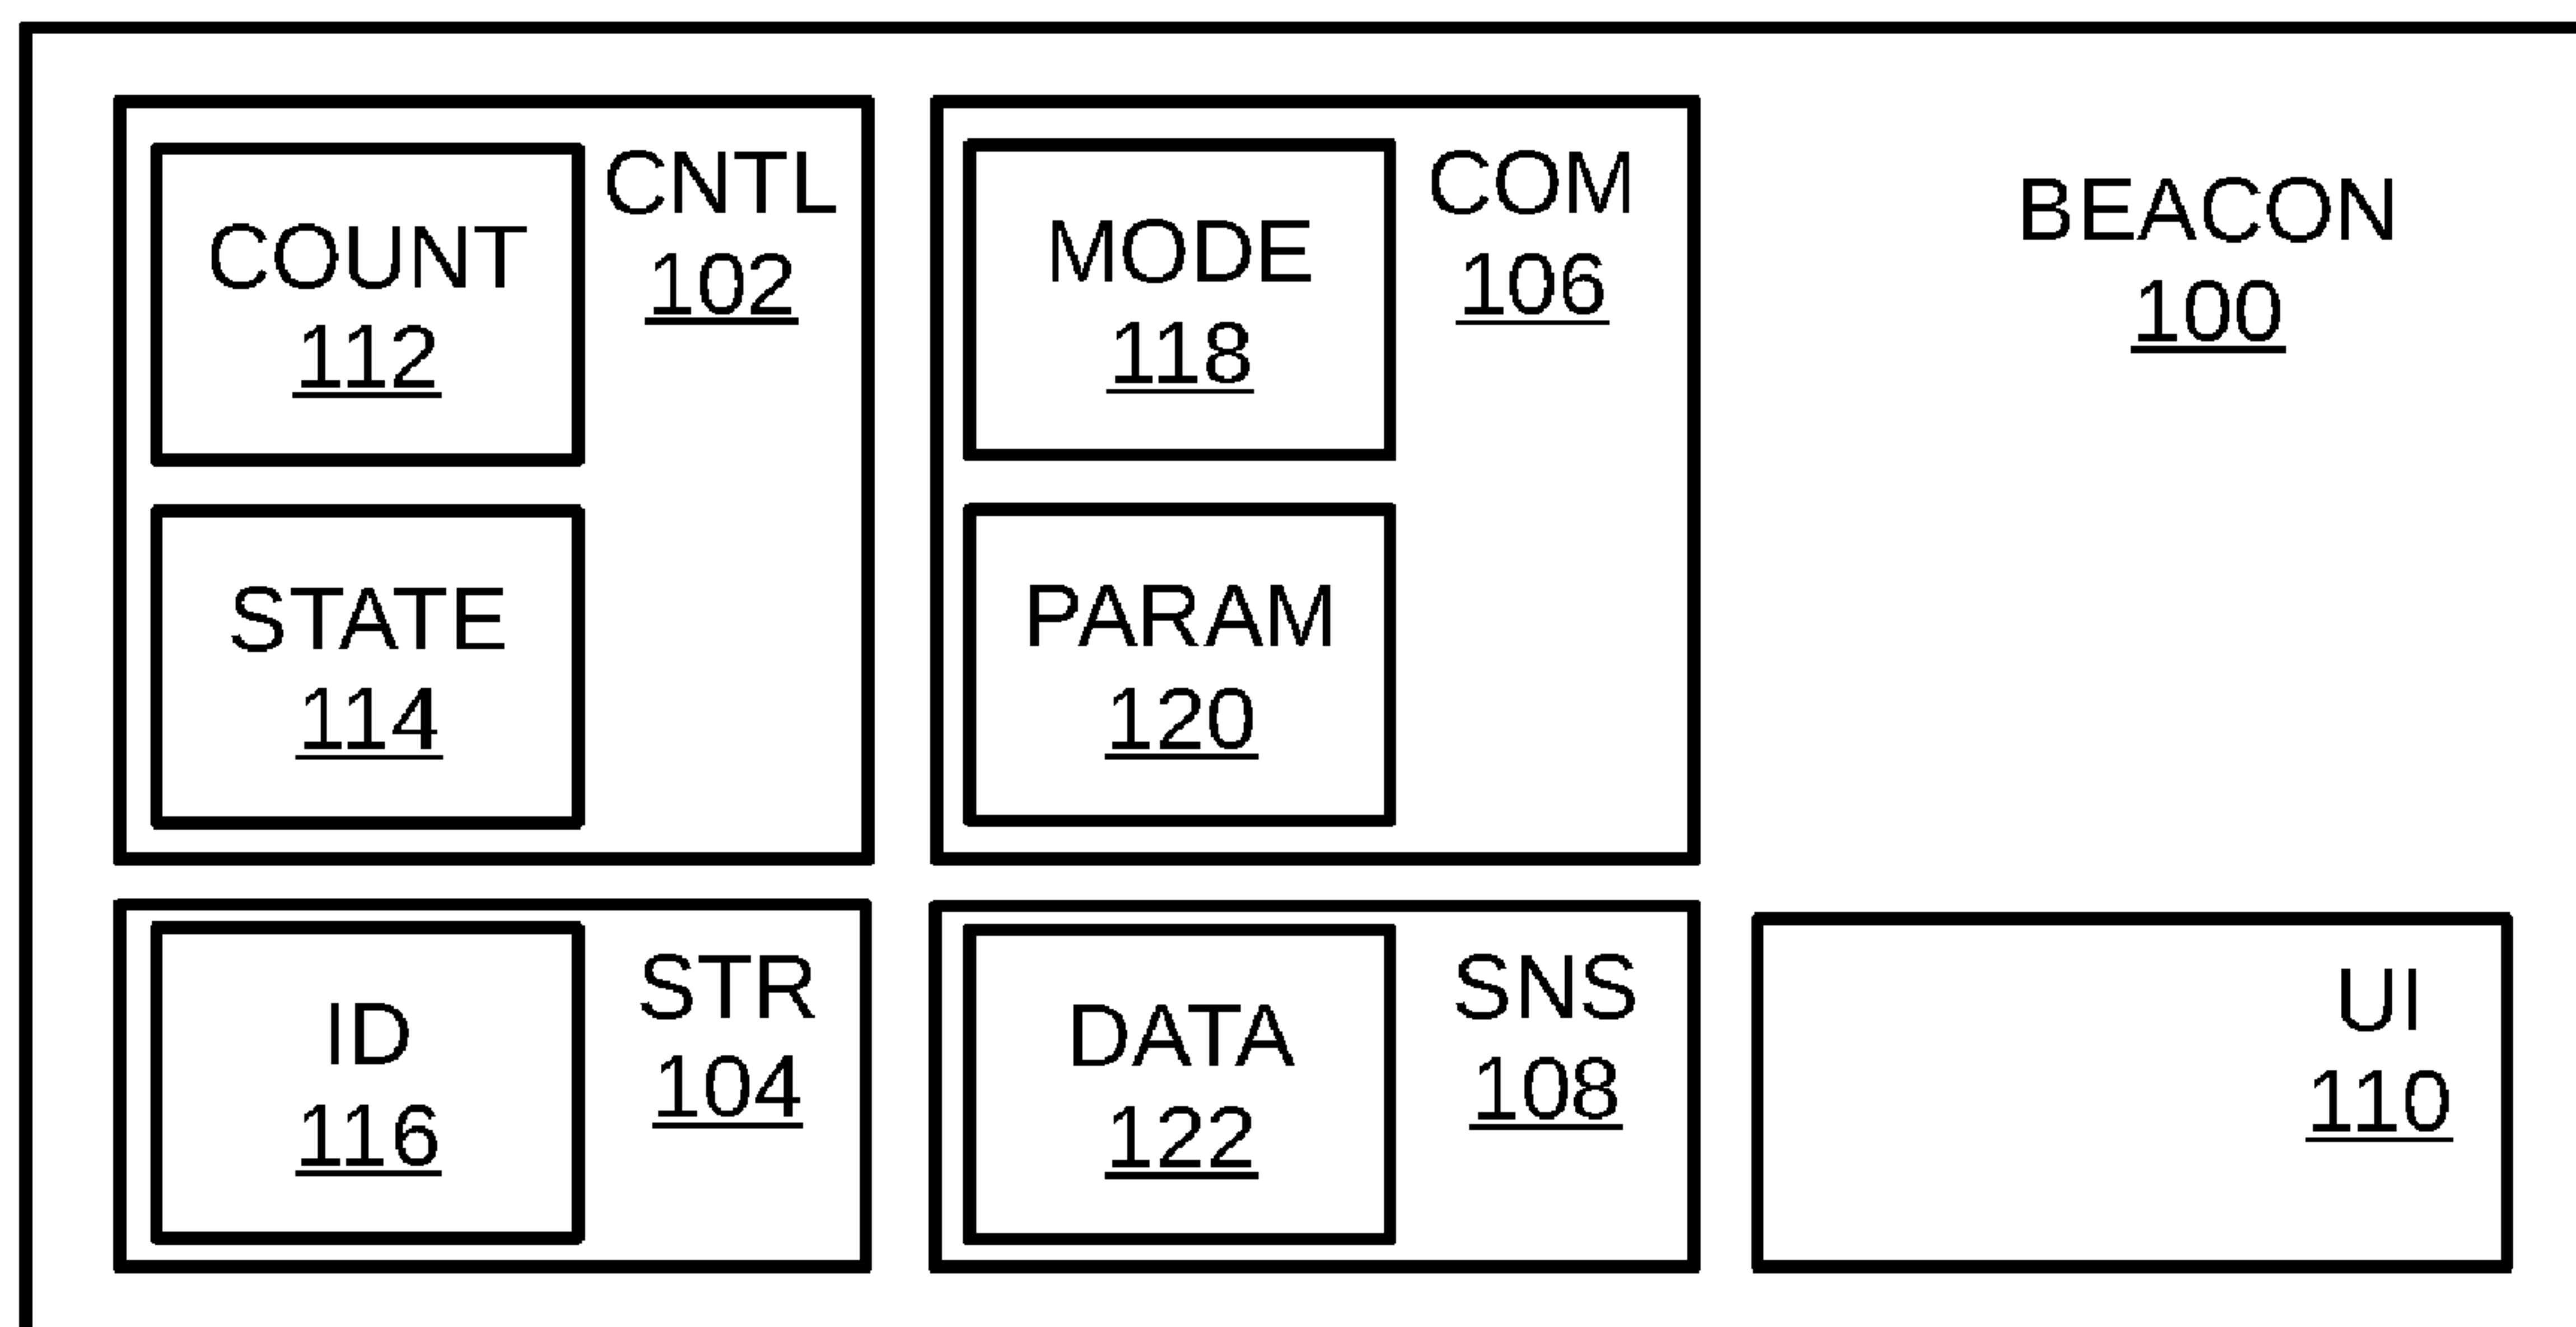 COUNT
112
CNTL
102
STATE
114
MODE
118
COM
106
PARAM
120
BEACON
100
ID
116
STR
104
DATA
122
SNS
108
UI
110